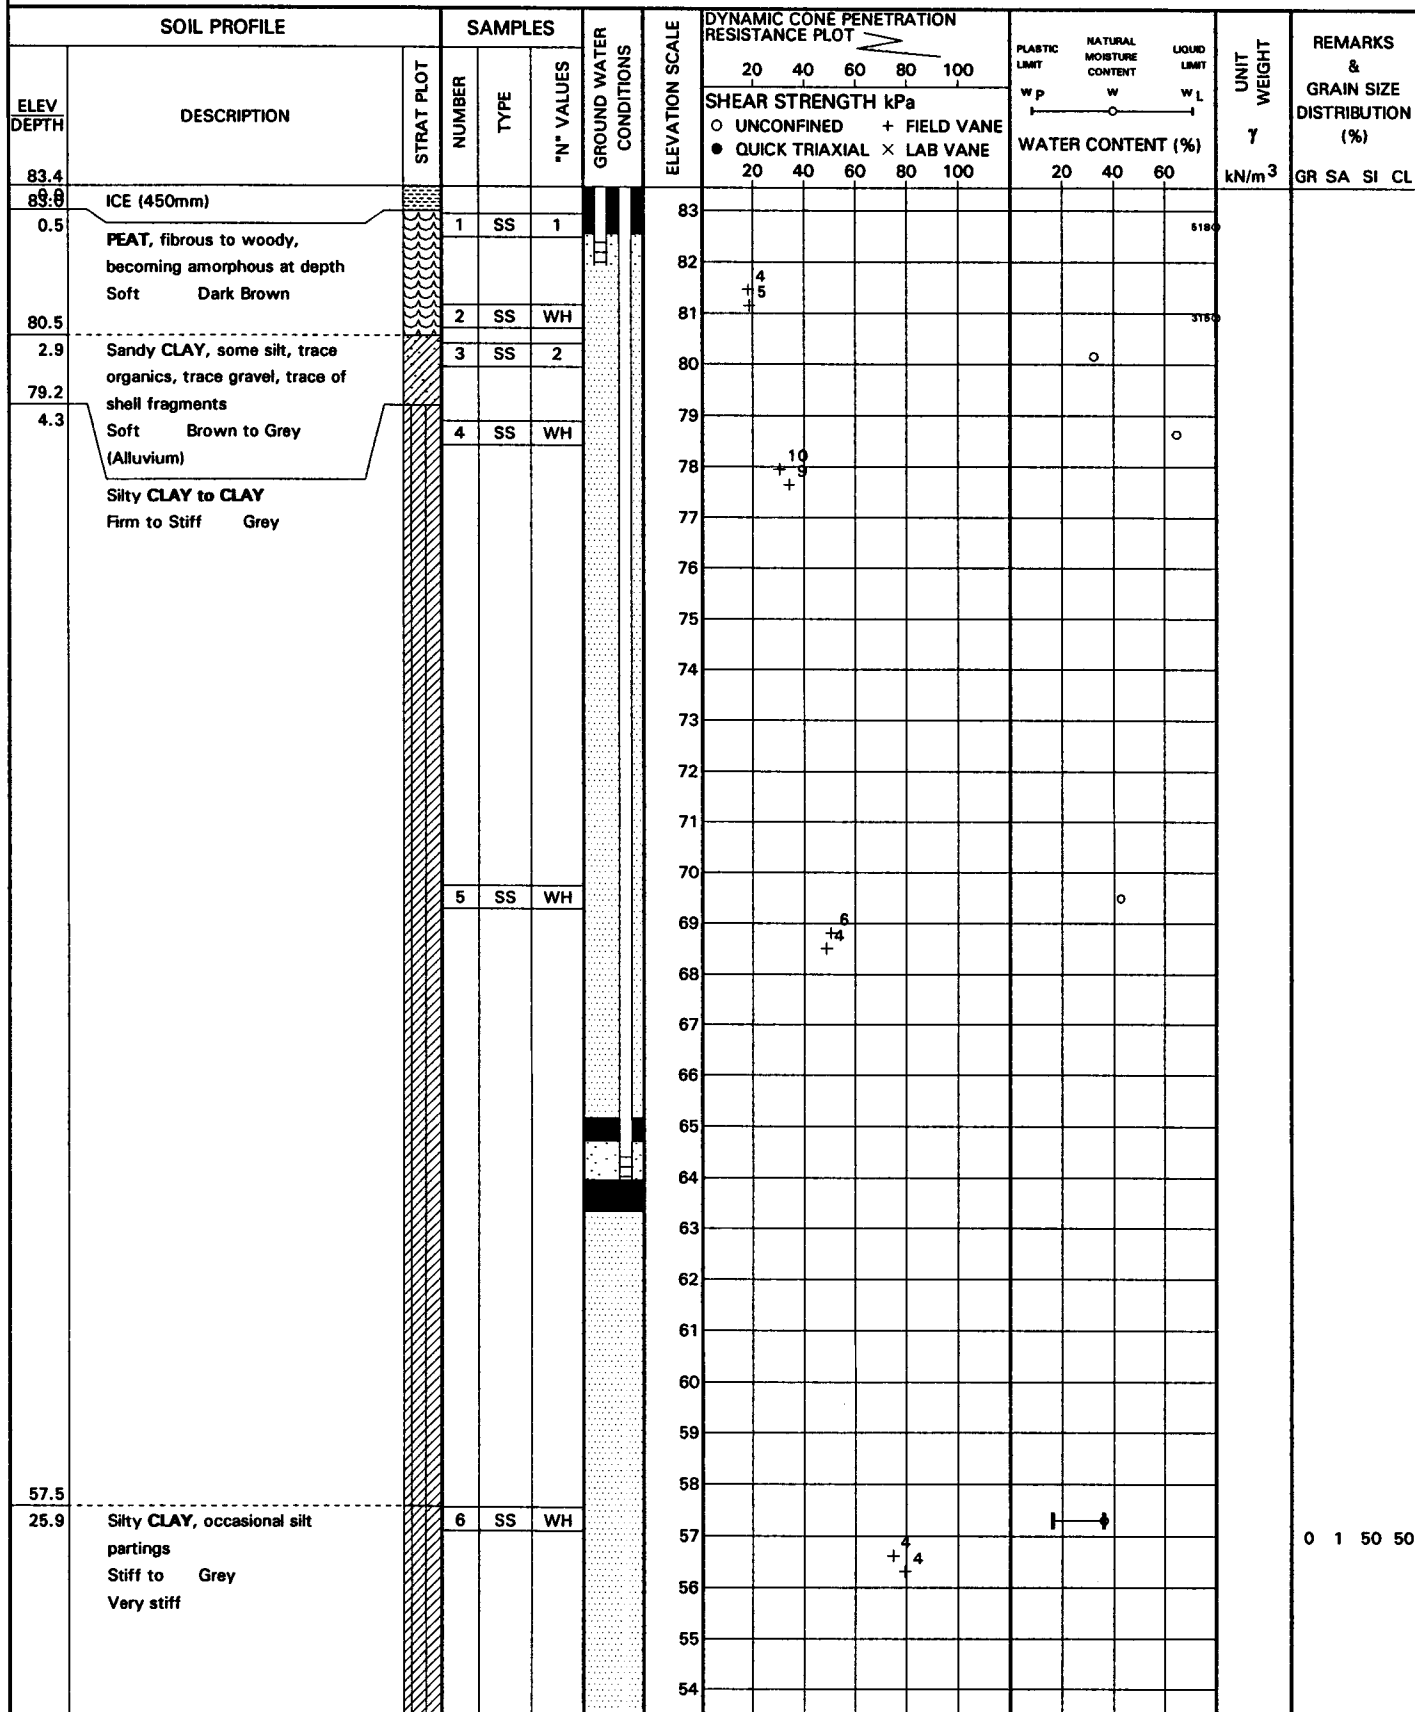 SOIL PROFILE
SAMPLES
ELEV
DEPTH
DESCRIPTION
STRAT PLOT
NUMBER
TYPE
"N" VALUES
GROUND WATER
CONDITIONS
ELEVATION SCALE
DYNAMIC CONE PENETRATION
RESISTANCE PLOT
20 40 60 80 100
SHEAR STRENGTH kPa
O UNCONFINED + FIELD VANE
● QUICK TRIAXIAL × LAB VANE
20 40 60 80 100
PLASTIC
LIMIT
NATURAL
MOISTURE
CONTENT
LIQUID
LIMIT
WP W WL
WATER CONTENT (%)
20 40 60
UNIT
WEIGHT
γ
kN/m³
REMARKS
&
GRAIN SIZE
DISTRIBUTION
(%)
GR SA SI CL
83.4
0.0
83.0
0.5
ICE (450mm)
PEAT, fibrous to woody,
becoming amorphous at depth
Soft Dark Brown
80.5
2.9
Sandy CLAY, some silt, trace
organics, trace gravel, trace of
shell fragments
Soft Brown to Grey
(Alluvium)
79.2
4.3
Silty CLAY to CLAY
Firm to Stiff Grey
57.5
25.9
Silty CLAY, occasional silt
partings
Stiff to Grey
Very stiff
1 SS 1
2 SS WH
3 SS 2
4 SS WH
5 SS WH
6 SS WH
83
82
81
80
79
78
77
76
75
74
73
72
71
70
69
68
67
66
65
64
63
62
61
60
59
58
57
56
55
54
4
5
10
9
6
4
4
4
518
315
0 1 50 50